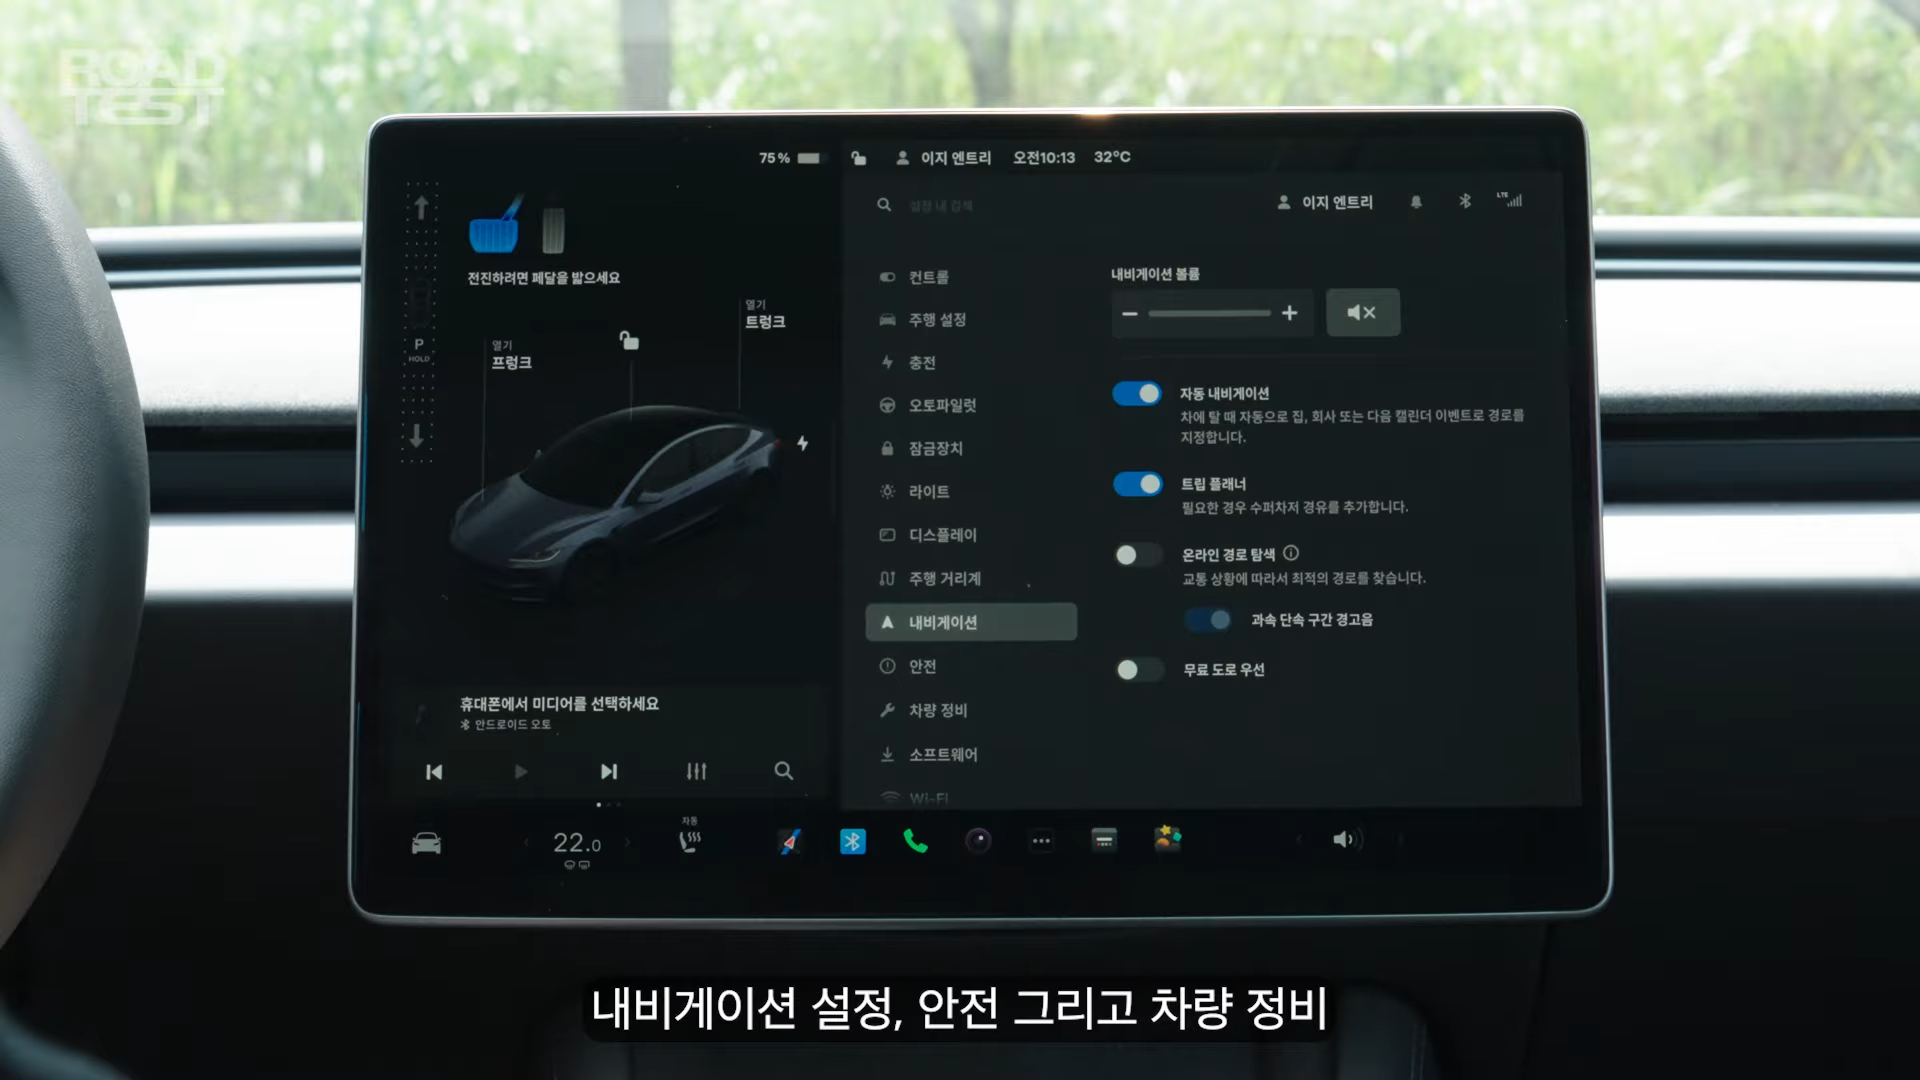 ROAD
TEST
75 %
이지 엔트리
오전10:13
32°C
전진하려면 페달을 밟으세요
열기
트렁크
열기
프렁크
P
HOLD
휴대폰에서 미디어를 선택하세요
안드로이드 오토
설정 내 검색
이지 엔트리
LTE
컨트롤
주행 설정
충전
오토파일럿
잠금장치
라이트
디스플레이
주행 거리계
내비게이션
안전
차량 정비
소프트웨어
Wi-Fi
내비게이션 볼륨
자동 내비게이션
차에 탈 때 자동으로 집, 회사 또는 다음 캘린더 이벤트로 경로를
지정합니다.
트립 플래너
필요한 경우 수퍼차저 경유를 추가합니다.
온라인 경로 탐색
교통 상황에 따라서 최적의 경로를 찾습니다.
과속 단속 구간 경고음
무료 도로 우선
22.0
자동
내비게이션 설정, 안전 그리고 차량 정비